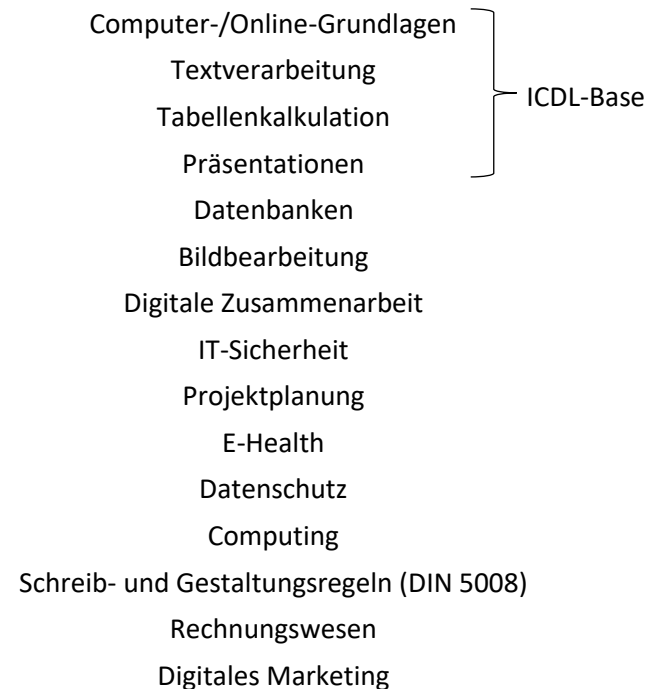 Computer-/Online-Grundlagen
Textverarbeitung
ICDL-Base
Tabellenkalkulation
Präsentationen
Datenbanken
Bildbearbeitung
Digitale Zusammenarbeit
IT-Sicherheit
Projektplanung
E-Health
Datenschutz
Computing
Schreib- und Gestaltungsregeln (DIN 5008)
Rechnungswesen
Digitales Marketing